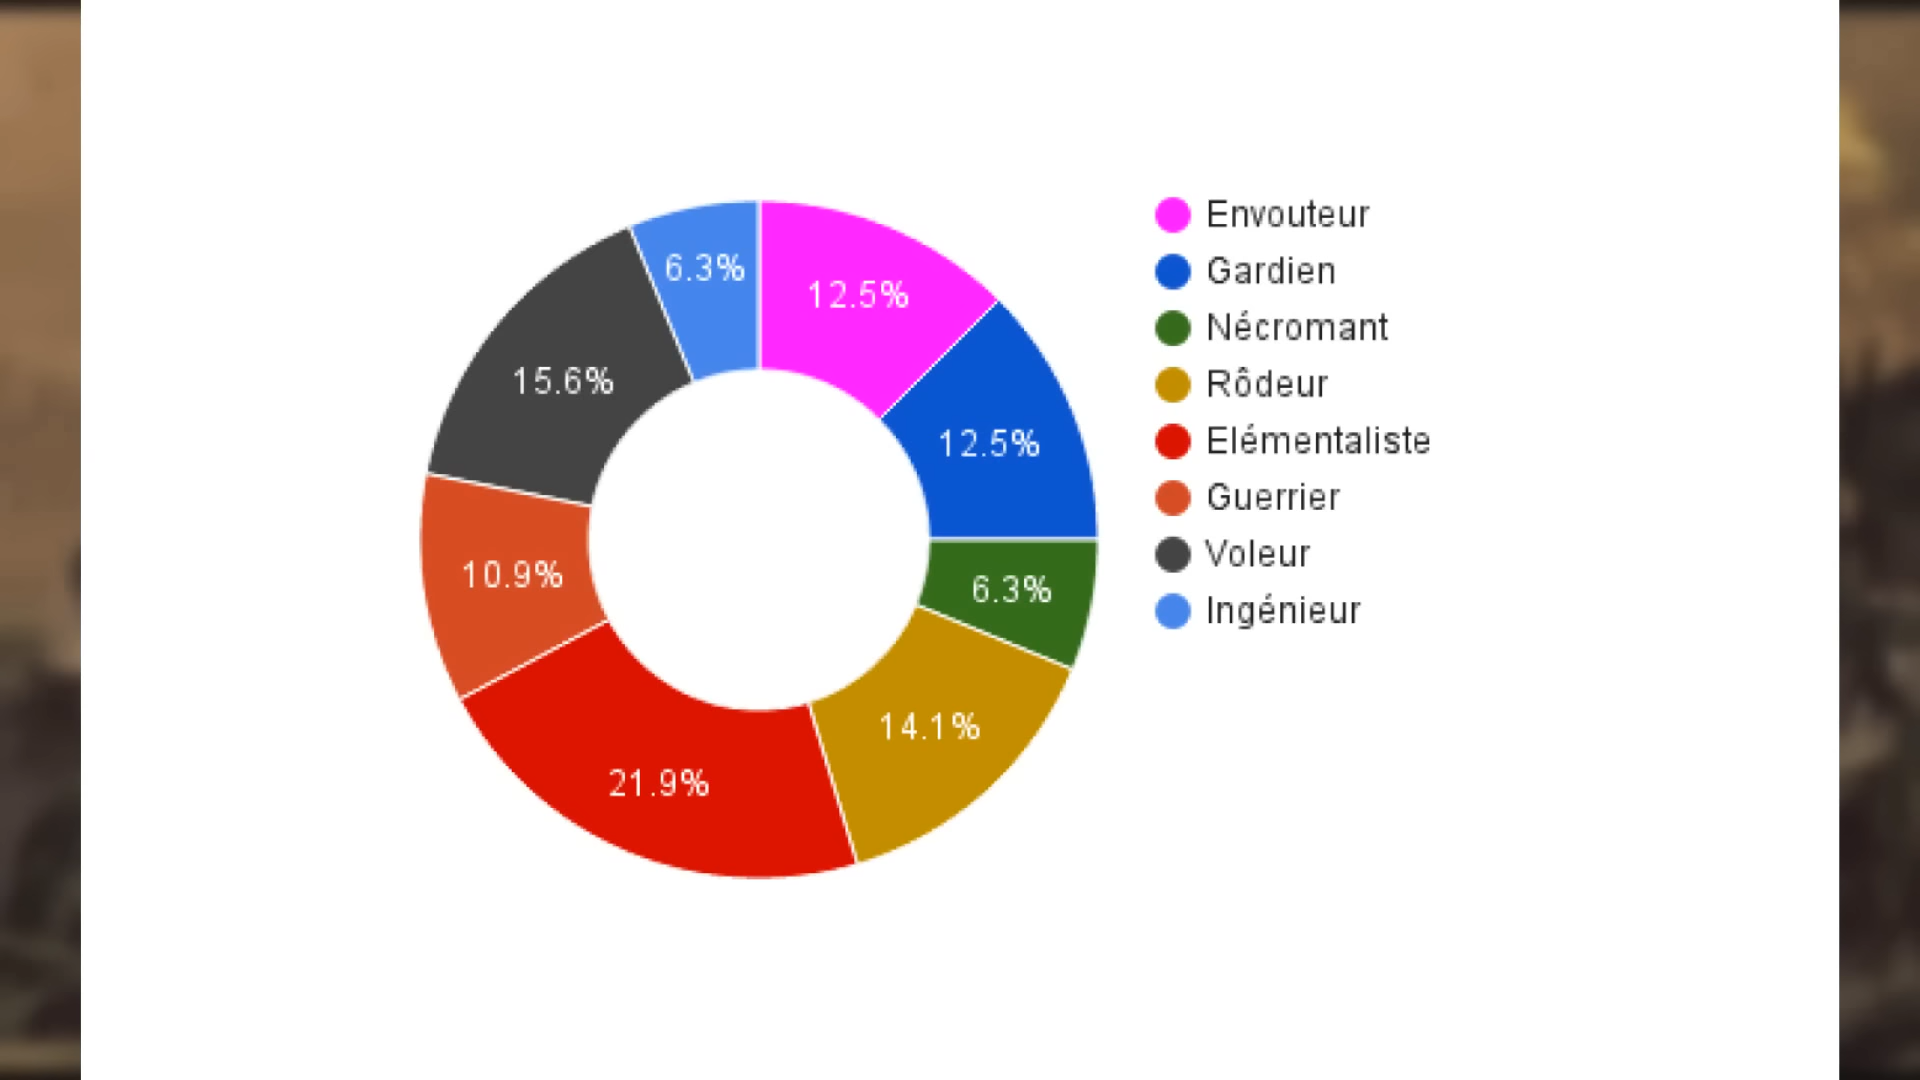 6.3%
12.5%
15.6%
12.5%
10.9%
6.3%
14.1%
21.9%
Envouteur
Gardien
Nécromant
Rôdeur
Elémentaliste
Guerrier
Voleur
Ingénieur